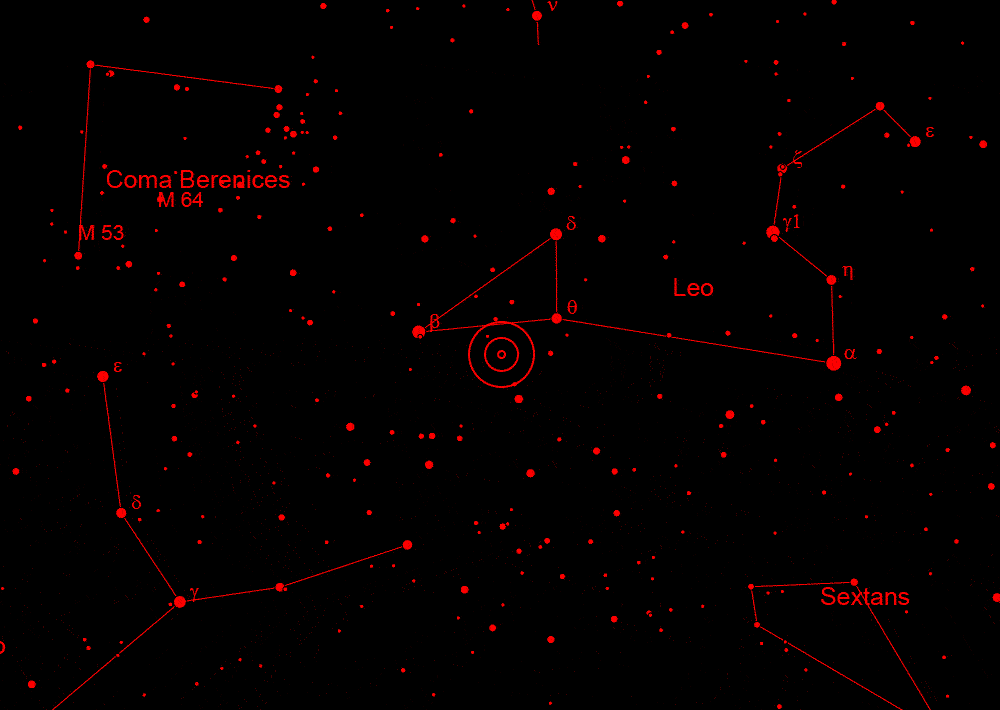 ν
ε
ζ
Coma Berenices
M 64
γ1
δ
M 53
η
Leo
θ
β
α
ε
δ
γ
Sextans